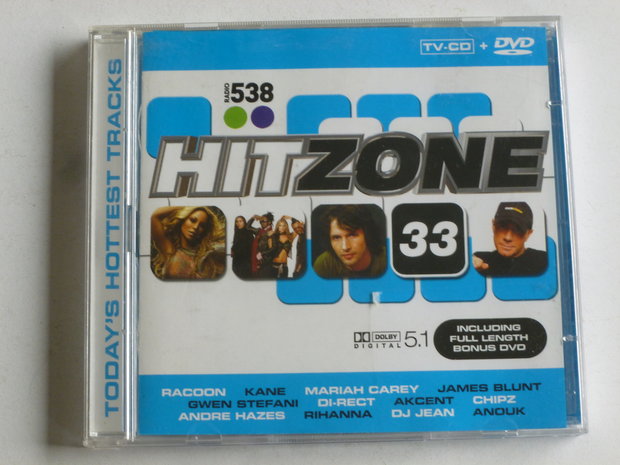 TODAY'S HOTTEST TRACKS
TV-CD + DVD
RADIO 538
HITZONE
33
DOLBY
DIGITAL 5.1
INCLUDING
FULL LENGTH
BONUS DVD
RACOON KANE MARIAH CAREY JAMES BLUNT
GWEN STEFANI DI-RECT AKCENT CHIPZ
ANDRE HAZES RIHANNA DJ JEAN ANOUK